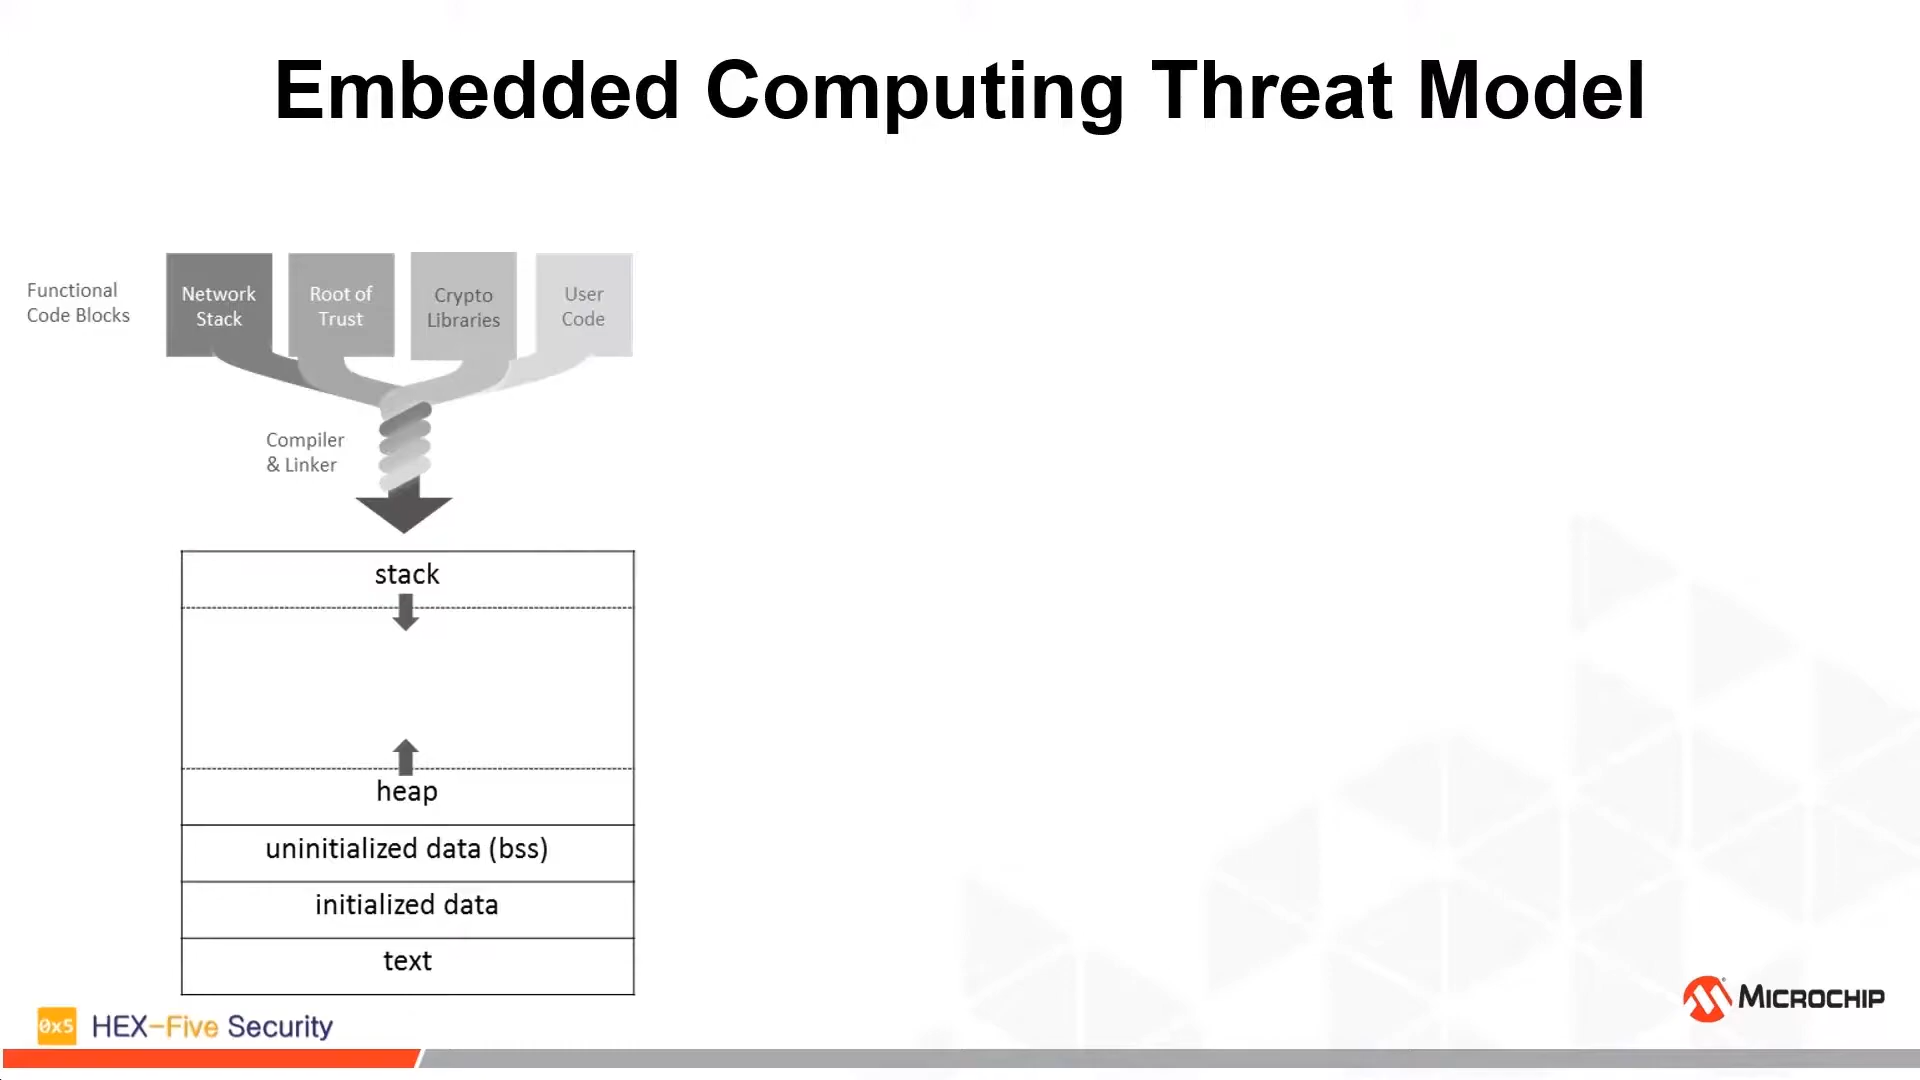 Embedded Computing Threat Model
Functional
Code Blocks
Network
Stack
Root of
Trust
Crypto
Libraries
User
Code
Compiler
& Linker
stack
heap
uninitialized data (bss)
initialized data
text
0x5 HEX-Five Security
MICROCHIP